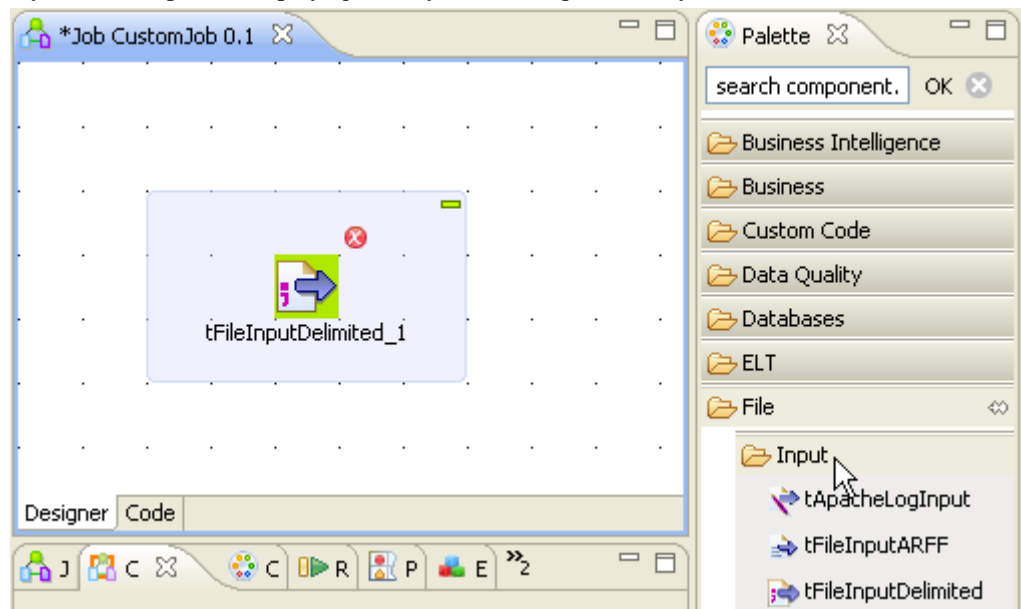 *Job CustomJob 0.1
tFileInputDelimited_1
Designer
Code
J
C
C
R
P
E
»2
Palette
search component.
OK
Business Intelligence
Business
Custom Code
Data Quality
Databases
ELT
File
Input
tApacheLogInput
tFileInputARFF
tFileInputDelimited